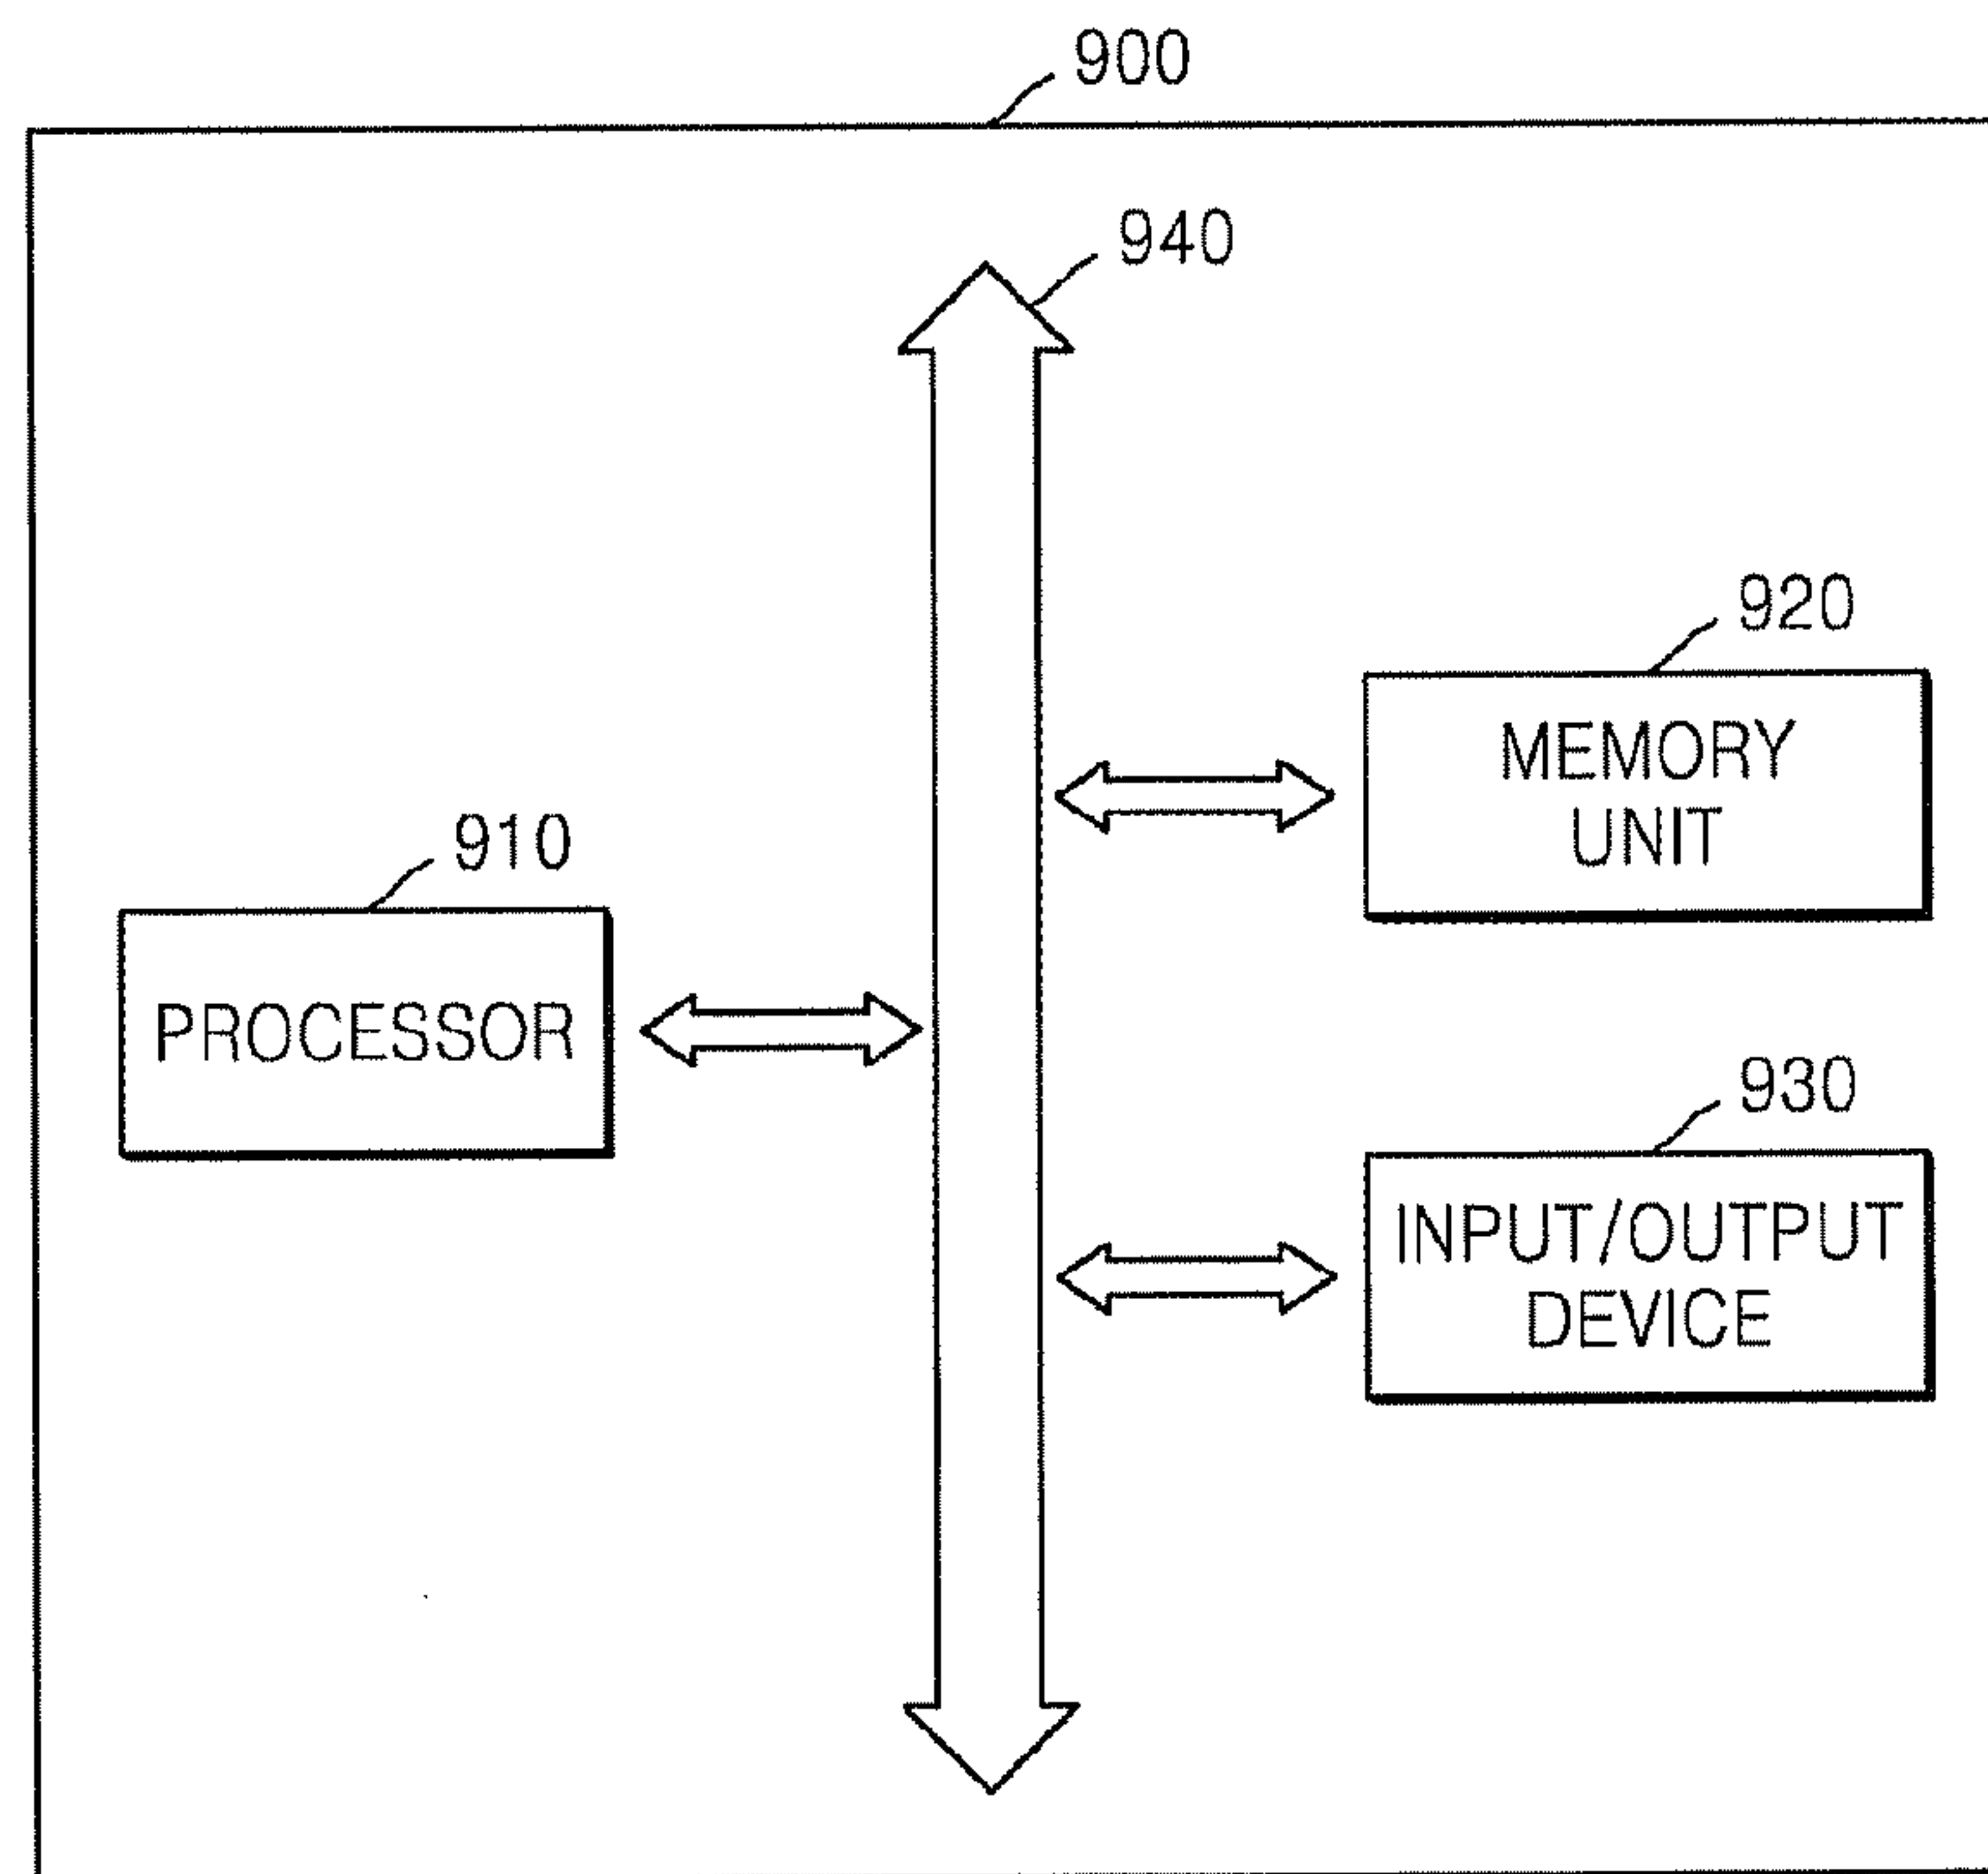 900
940
920
MEMORY
UNIT
910
PROCESSOR
930
INPUT/OUTPUT
DEVICE